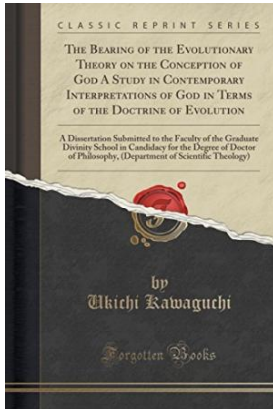 CLASSIC REPRINT SERIES
The Bearing of the Evolutionary
Theory on the Conception of
God A Study in Contemporary
Interpretations of God in Terms
of the Doctrine of Evolution
A Dissertation Submitted to the Faculty of the Graduate
Divinity School in Candidacy for the Degree of Doctor
of Philosophy, (Department of Scientific Theology)
by
Ukichi Kawaguchi
Forgotten Books